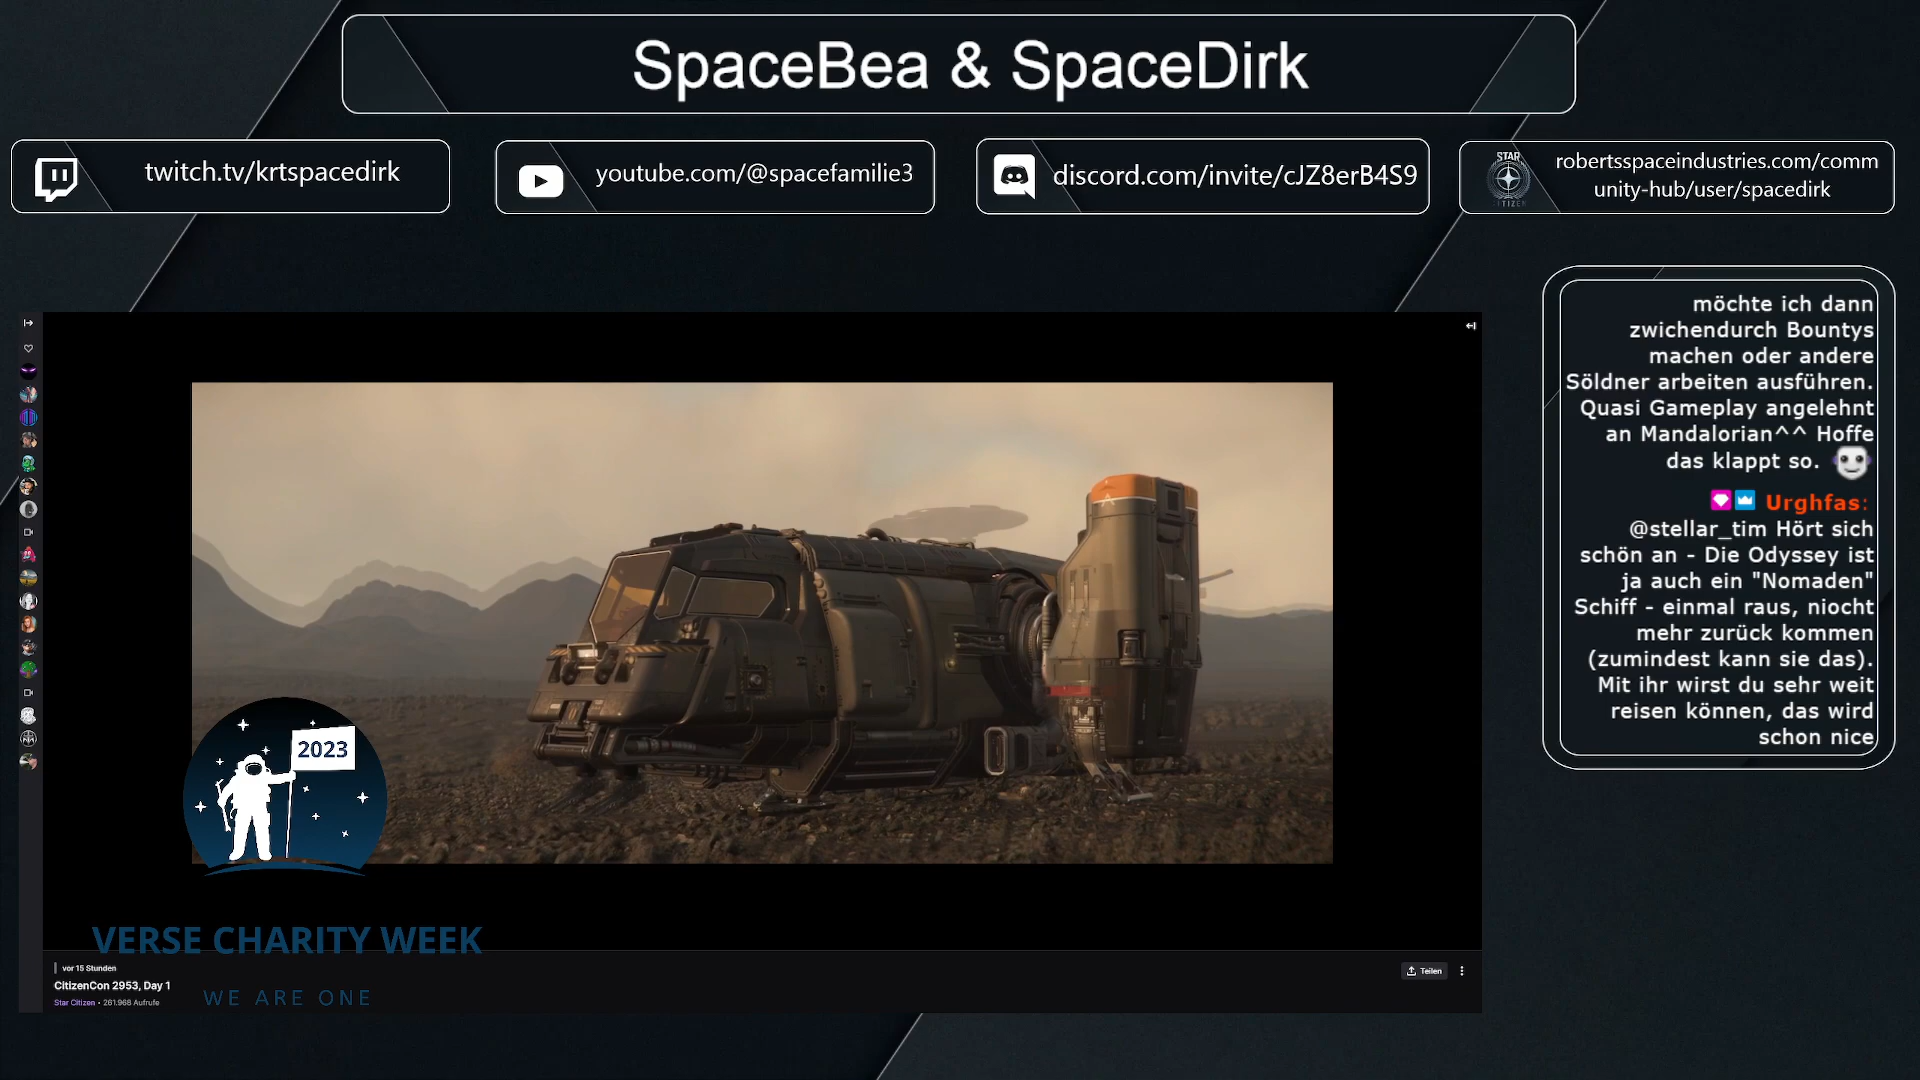 SpaceBea & SpaceDirk
twitch.tv/krtspacedirk
youtube.com/@spacefamilie3
discord.com/invite/cJZ8erB4S9
STAR
CITIZEN
robertsspaceindustries.com/comm
unity-hub/user/spacedirk
möchte ich dann
zwichendurch Bountys
machen oder andere
Söldner arbeiten ausführen.
Quasi Gameplay angelehnt
an Mandalorian^^ Hoffe
das klappt so.
Urghfas:
@stellar_tim Hört sich
schön an - Die Odyssey ist
ja auch ein "Nomaden"
Schiff - einmal raus, niocht
mehr zurück kommen
(zumindest kann sie das).
Mit ihr wirst du sehr weit
reisen können, das wird
schon nice
2023
VERSE CHARITY WEEK
WE ARE ONE
vor 15 Stunden
CitizenCon 2953, Day 1
Star Citizen • 261.968 Aufrufe
Teilen